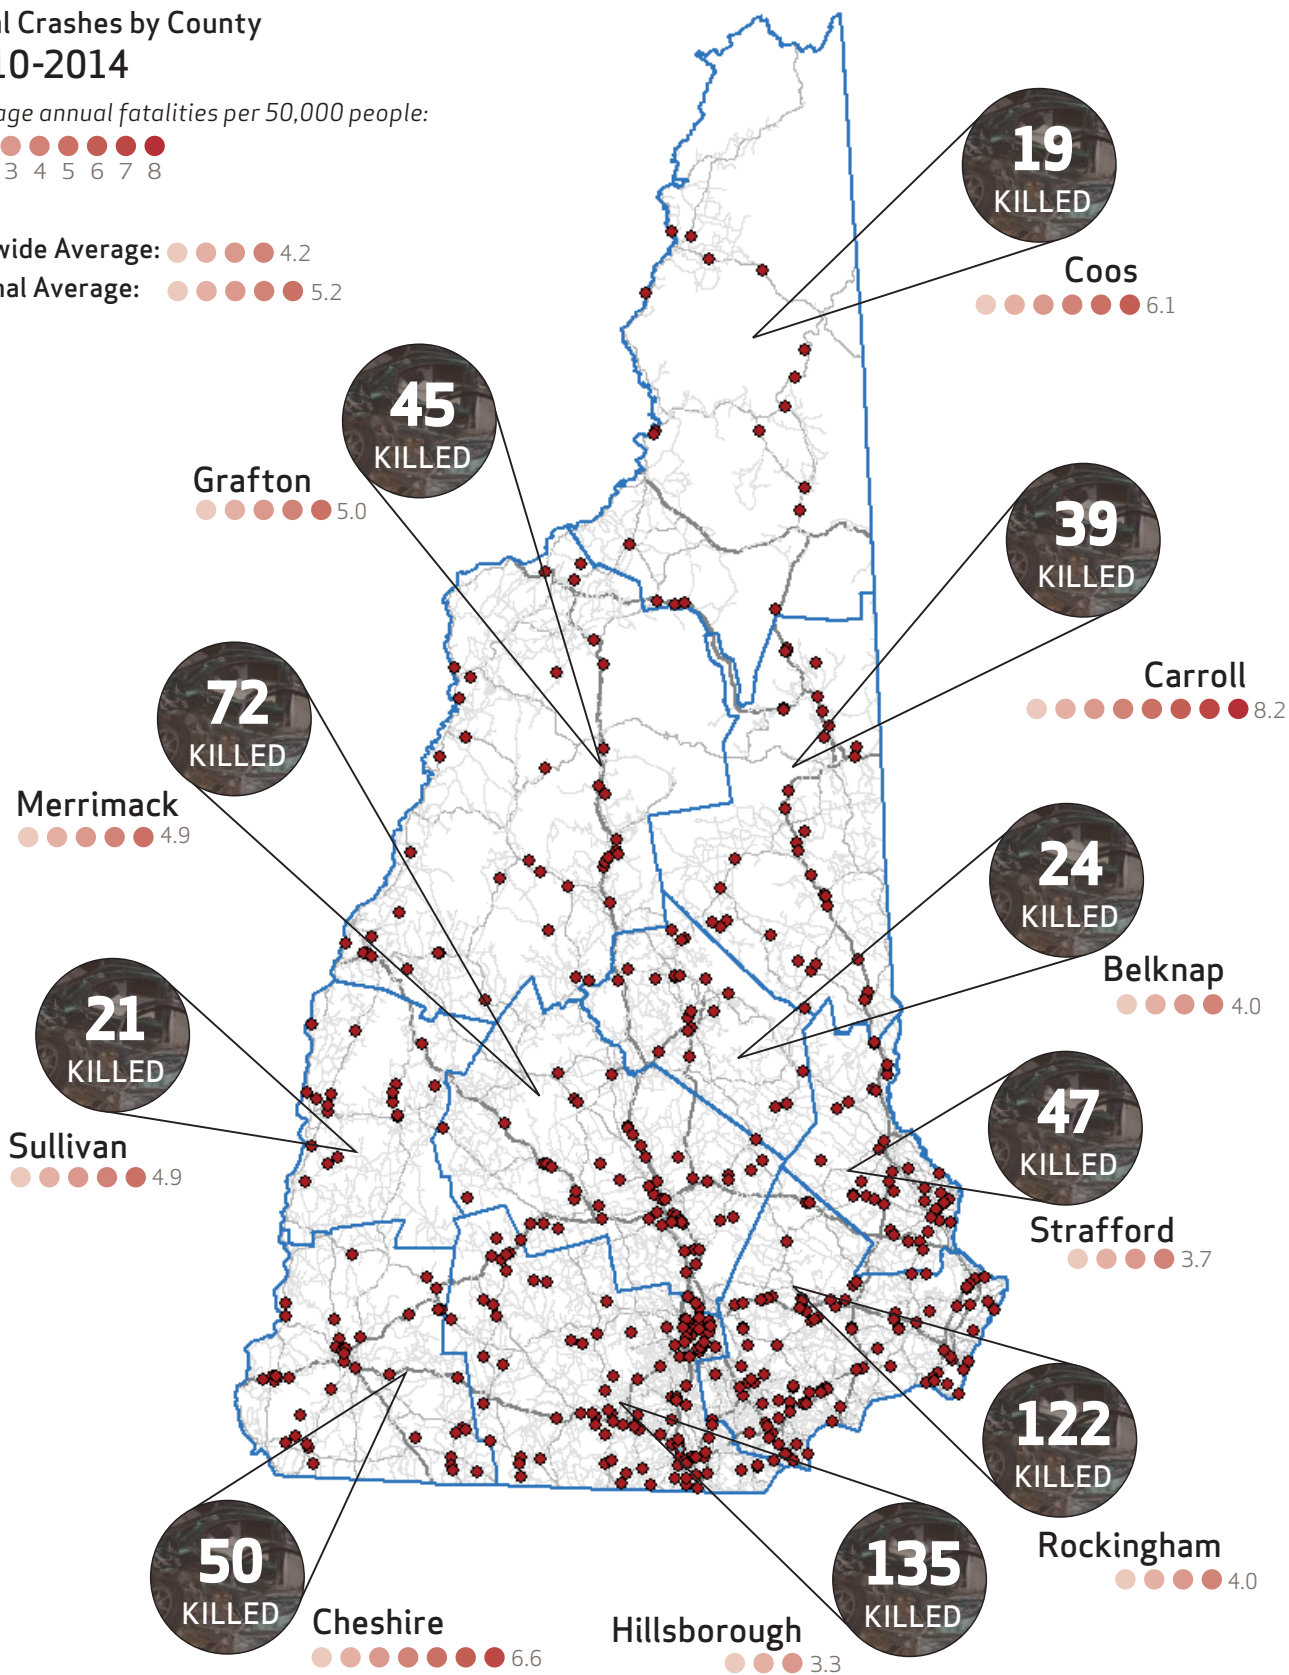 l Crashes by County
10-2014
age annual fatalities per 50,000 people:
3 4 5 6 7 8
wide Average: 4.2
nal Average: 5.2
19
KILLED
Coos
6.1
45
KILLED
Grafton
5.0
39
KILLED
Carroll
8.2
72
KILLED
Merrimack
4.9
24
KILLED
Belknap
4.0
21
KILLED
Sullivan
4.9
47
KILLED
Strafford
3.7
122
KILLED
Rockingham
4.0
50
KILLED
Cheshire
6.6
135
KILLED
Hillsborough
3.3